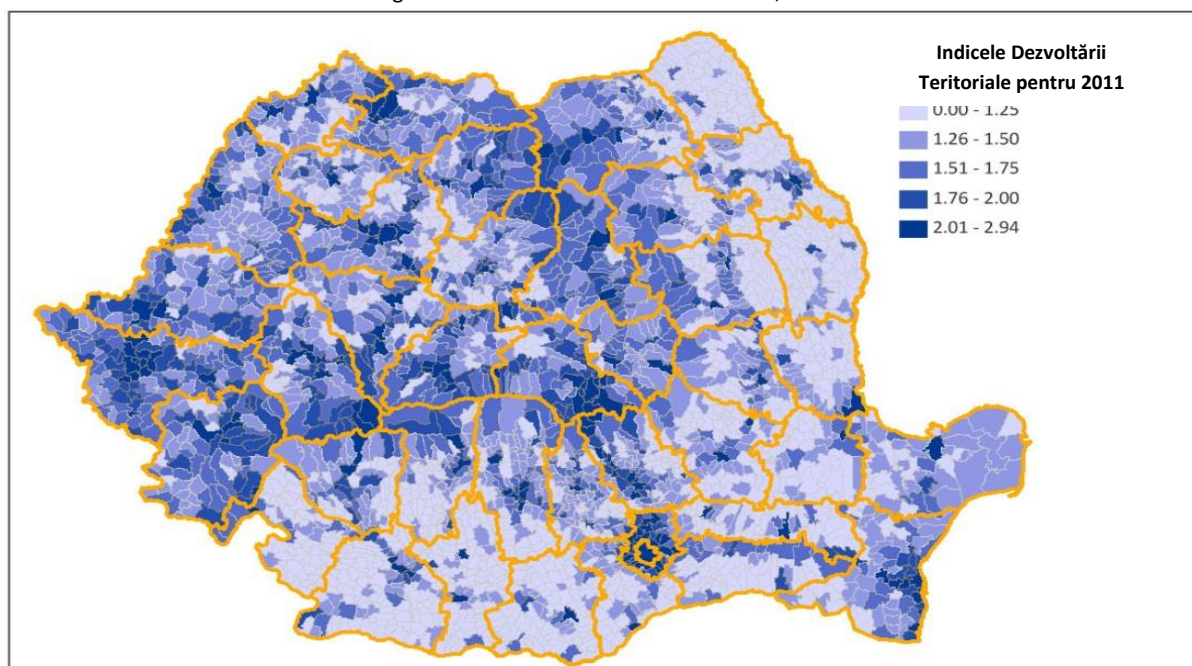 Indicele Dezvoltării
Teritoriale pentru 2011
0.00 - 1.25
1.26 - 1.50
1.51 - 1.75
1.76 - 2.00
2.01 - 2.94